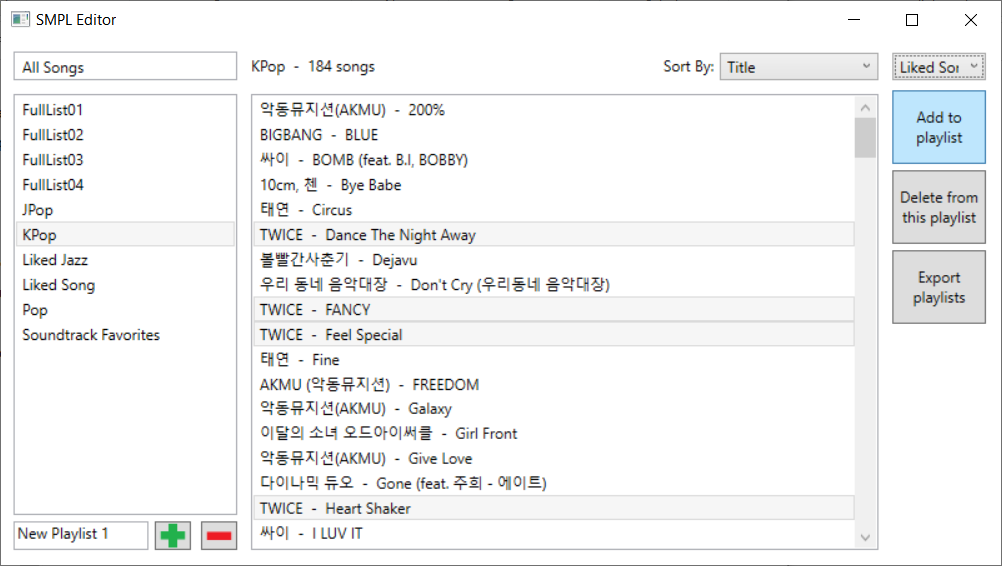 SMPL Editor
All Songs
KPop - 184 songs
Sort By: Title
Liked Sor
FullList01
FullList02
FullList03
FullList04
JPop
KPop
Liked Jazz
Liked Song
Pop
Soundtrack Favorites
New Playlist 1
악동뮤지션(AKMU) - 200%
BIGBANG - BLUE
싸이 - BOMB (feat. B.I, BOBBY)
10cm, 첸 - Bye Babe
태연 - Circus
TWICE - Dance The Night Away
볼빨간사춘기 - Dejavu
우리 동네 음악대장 - Don't Cry (우리동네 음악대장)
TWICE - FANCY
TWICE - Feel Special
태연 - Fine
AKMU (악동뮤지션) - FREEDOM
악동뮤지션(AKMU) - Galaxy
이달의 소녀 오드아이써클 - Girl Front
악동뮤지션(AKMU) - Give Love
다이나믹 듀오 - Gone (feat. 주희 - 에이트)
TWICE - Heart Shaker
싸이 - I LUV IT
Add to
playlist
Delete from
this playlist
Export
playlists